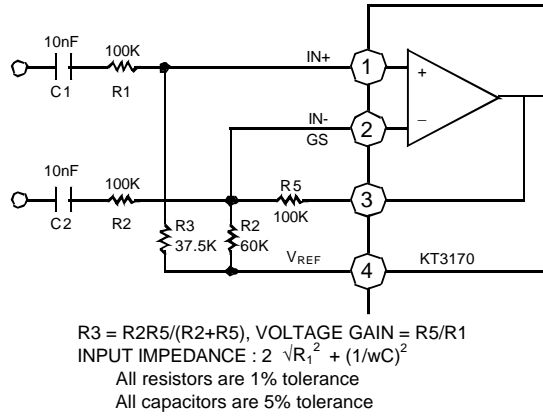 10nF
100K
C1
R1
IN+
1
+
IN-
GS
2
−
10nF
100K
C2
R2
R5
100K
3
R3
37.5K
R2
60K
VREF
4
KT3170
R3 = R2R5/(R2+R5), VOLTAGE GAIN = R5/R1
INPUT IMPEDANCE : 2 √R₁² + (1/wC)²
All resistors are 1% tolerance
All capacitors are 5% tolerance